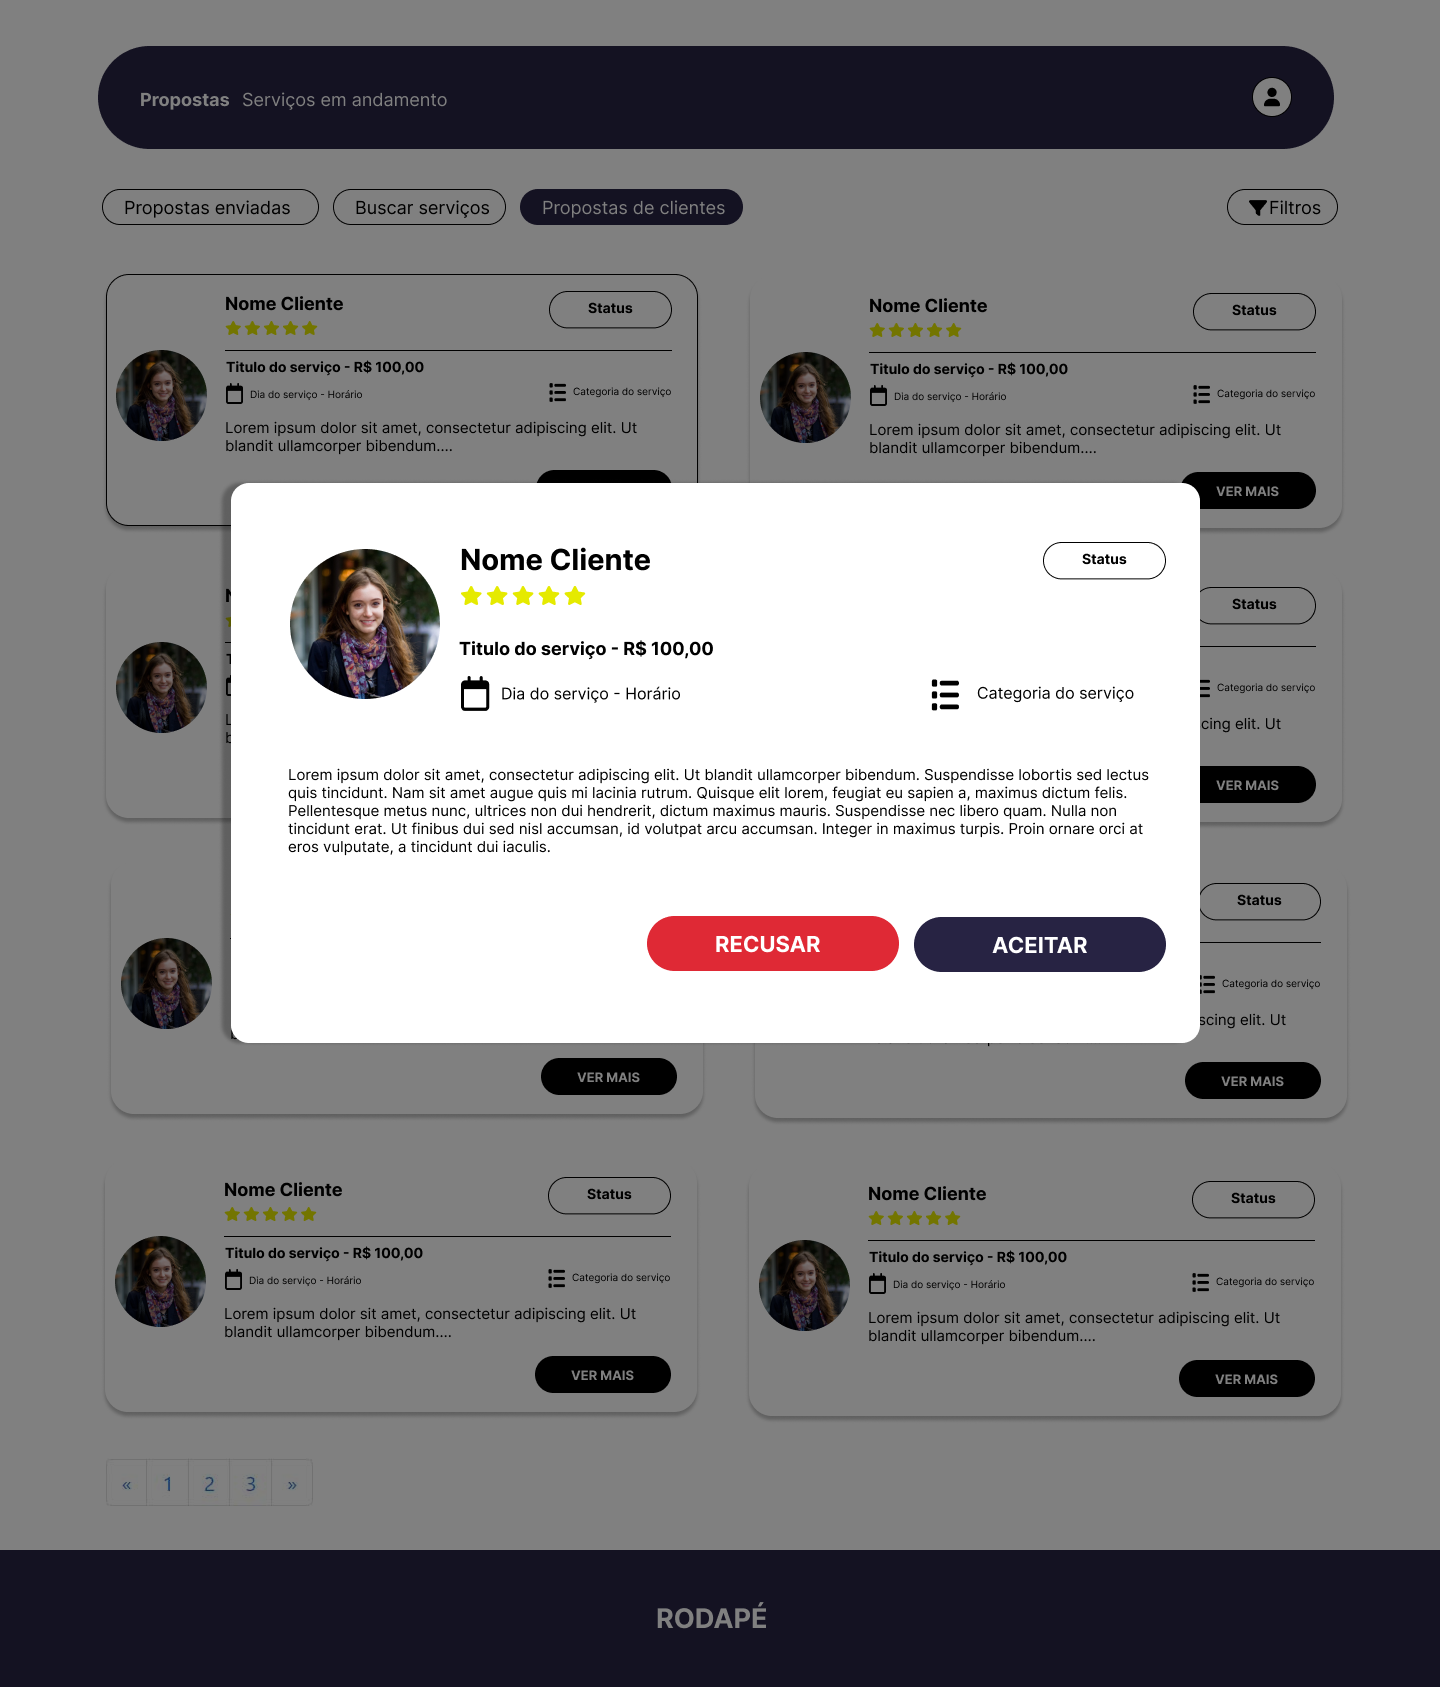 Propostas Serviços em andamento
Propostas enviadas
Buscar serviços
Propostas de clientes
Filtros
Nome Cliente
Status
Titulo do serviço - R$ 100,00
Dia do serviço - Horário
Categoria do serviço
Lorem ipsum dolor sit amet, consectetur adipiscing elit. Ut
blandit ullamcorper bibendum....
Nome Cliente
Status
Titulo do serviço - R$ 100,00
Dia do serviço - Horário
Categoria do serviço
Lorem ipsum dolor sit amet, consectetur adipiscing elit. Ut
blandit ullamcorper bibendum....
VER MAIS
Nome Cliente
Status
Titulo do serviço - R$ 100,00
Dia do serviço - Horário
Categoria do serviço
Lorem ipsum dolor sit amet, consectetur adipiscing elit. Ut blandit ullamcorper bibendum. Suspendisse lobortis sed lectus
quis tincidunt. Nam sit amet augue quis mi lacinia rutrum. Quisque elit lorem, feugiat eu sapien a, maximus dictum felis.
Pellentesque metus nunc, ultrices non dui hendrerit, dictum maximus mauris. Suspendisse nec libero quam. Nulla non
tincidunt erat. Ut finibus dui sed nisl accumsan, id volutpat arcu accumsan. Integer in maximus turpis. Proin ornare orci at
eros vulputate, a tincidunt dui iaculis.
RECUSAR
ACEITAR
Status
Categoria do serviço
elit. Ut
VER MAIS
Status
Categoria do serviço
elit. Ut
VER MAIS
VER MAIS
Nome Cliente
Status
Titulo do serviço - R$ 100,00
Dia do serviço - Horário
Categoria do serviço
Lorem ipsum dolor sit amet, consectetur adipiscing elit. Ut
blandit ullamcorper bibendum....
VER MAIS
Nome Cliente
Status
Titulo do serviço - R$ 100,00
Dia do serviço - Horário
Categoria do serviço
Lorem ipsum dolor sit amet, consectetur adipiscing elit. Ut
blandit ullamcorper bibendum....
VER MAIS
« 1 2 3 »
RODAPÉ